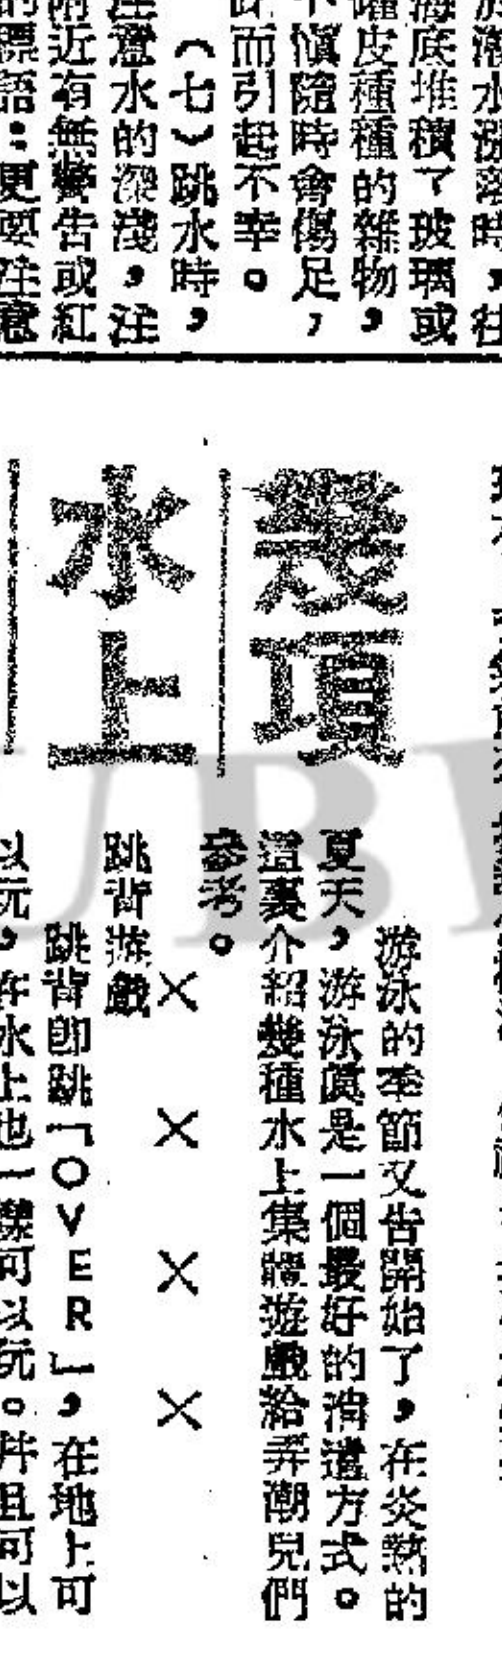 於潮水漲落時，往
海底堆積了玻璃或
罐皮種種的雜物，
不愼隨時會傷足，
此而引起不幸。
（七）跳水時，
注意水的深淺，注
附近有無警告或紅
的標語：更要注意
幾項
水上
游泳的季節又告開始了，在炎熱的
夏天，游泳眞是一個最好的消遣方式。
這裏介紹幾種水上集體遊戲給弄潮兒們
參考。
× × × ×
跳背遊戲
跳背卽跳「OVER」，在地上可
以玩，在水上也一樣可以玩。幷且可以